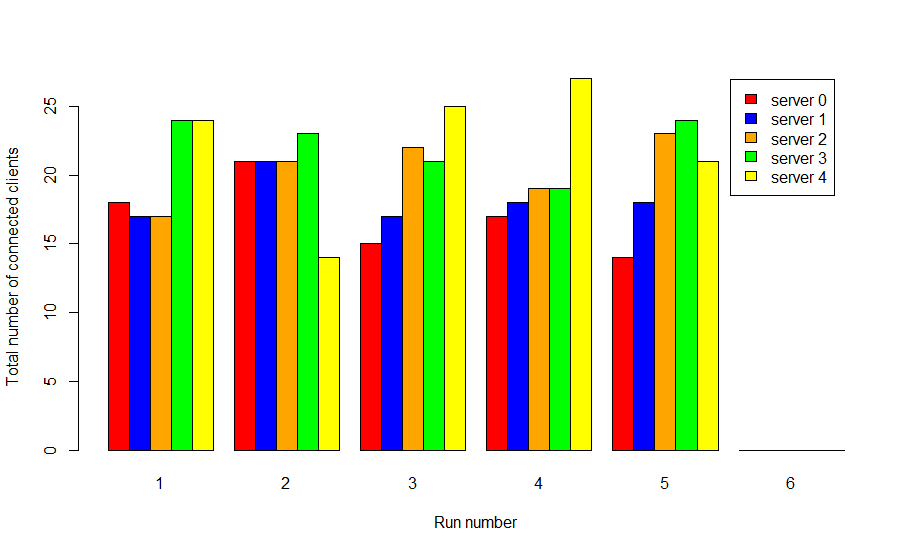 Total number of connected clients
25
20
15
10
5
0
server 0
server 1
server 2
server 3
server 4
1 2 3 4 5 6
Run number